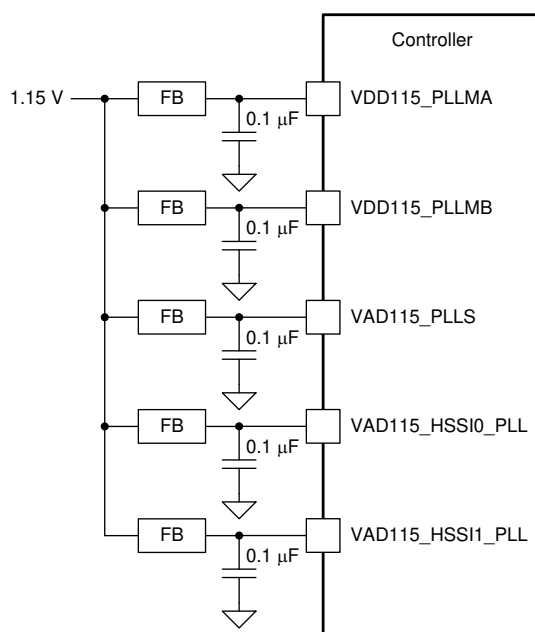 Controller
1.15 V
FB
VDD115_PLLMA
0.1 µF
FB
VDD115_PLLMB
0.1 µF
FB
VAD115_PLLS
0.1 µF
FB
VAD115_HSSI0_PLL
0.1 µF
FB
VAD115_HSSI1_PLL
0.1 µF